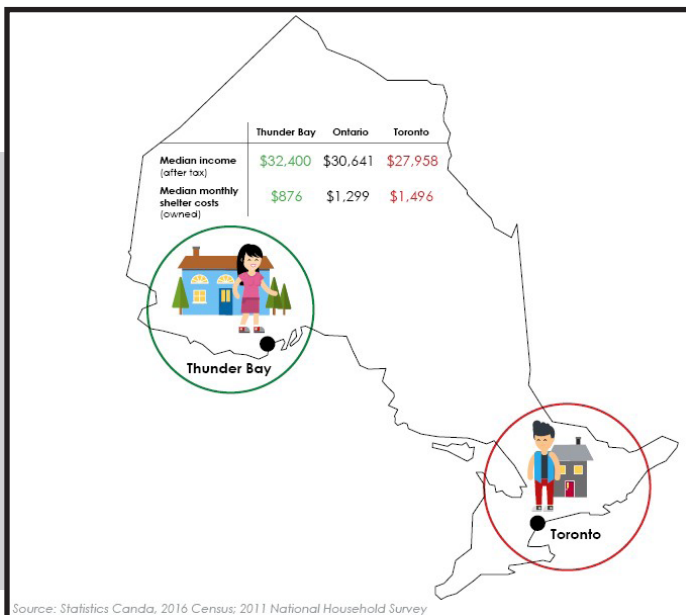 Thunder Bay Ontario Toronto
Median income $32,400 $30,641 $27,958
(after tax)
Median monthly $876 $1,299 $1,496
shelter costs
(owned)
Thunder Bay
Toronto
Source: Statistics Canda, 2016 Census; 2011 National Household Survey